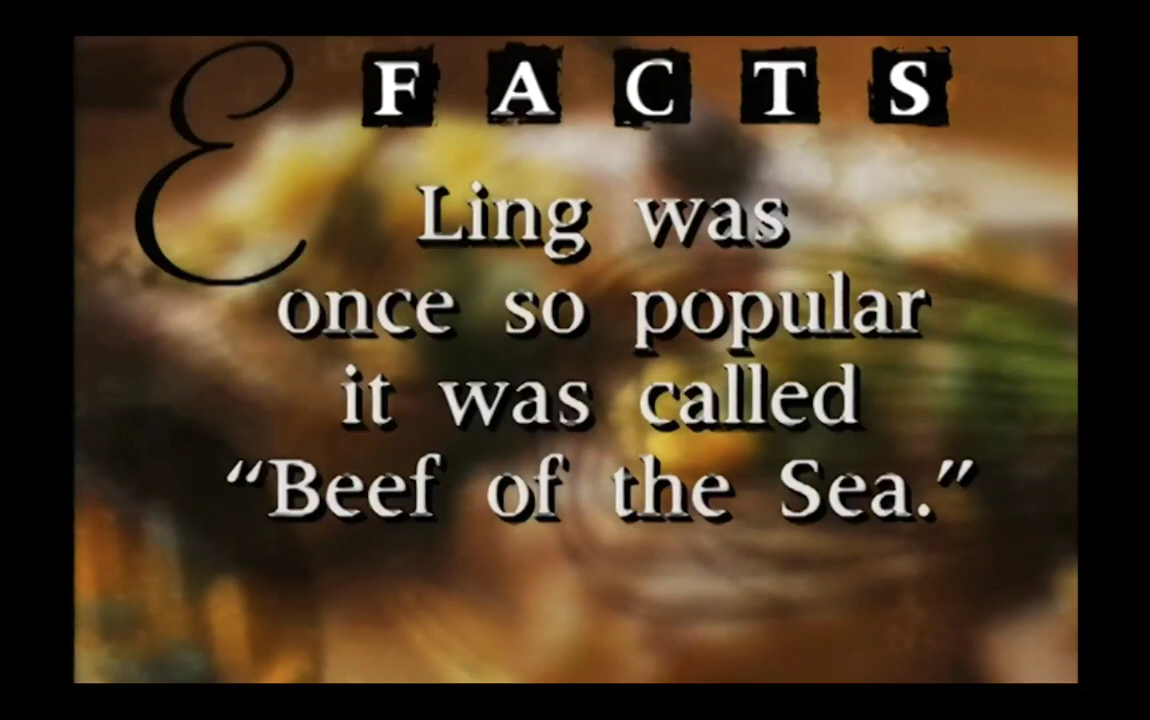 E FACTS
Ling was
once so popular
it was called
“Beef of the Sea.”